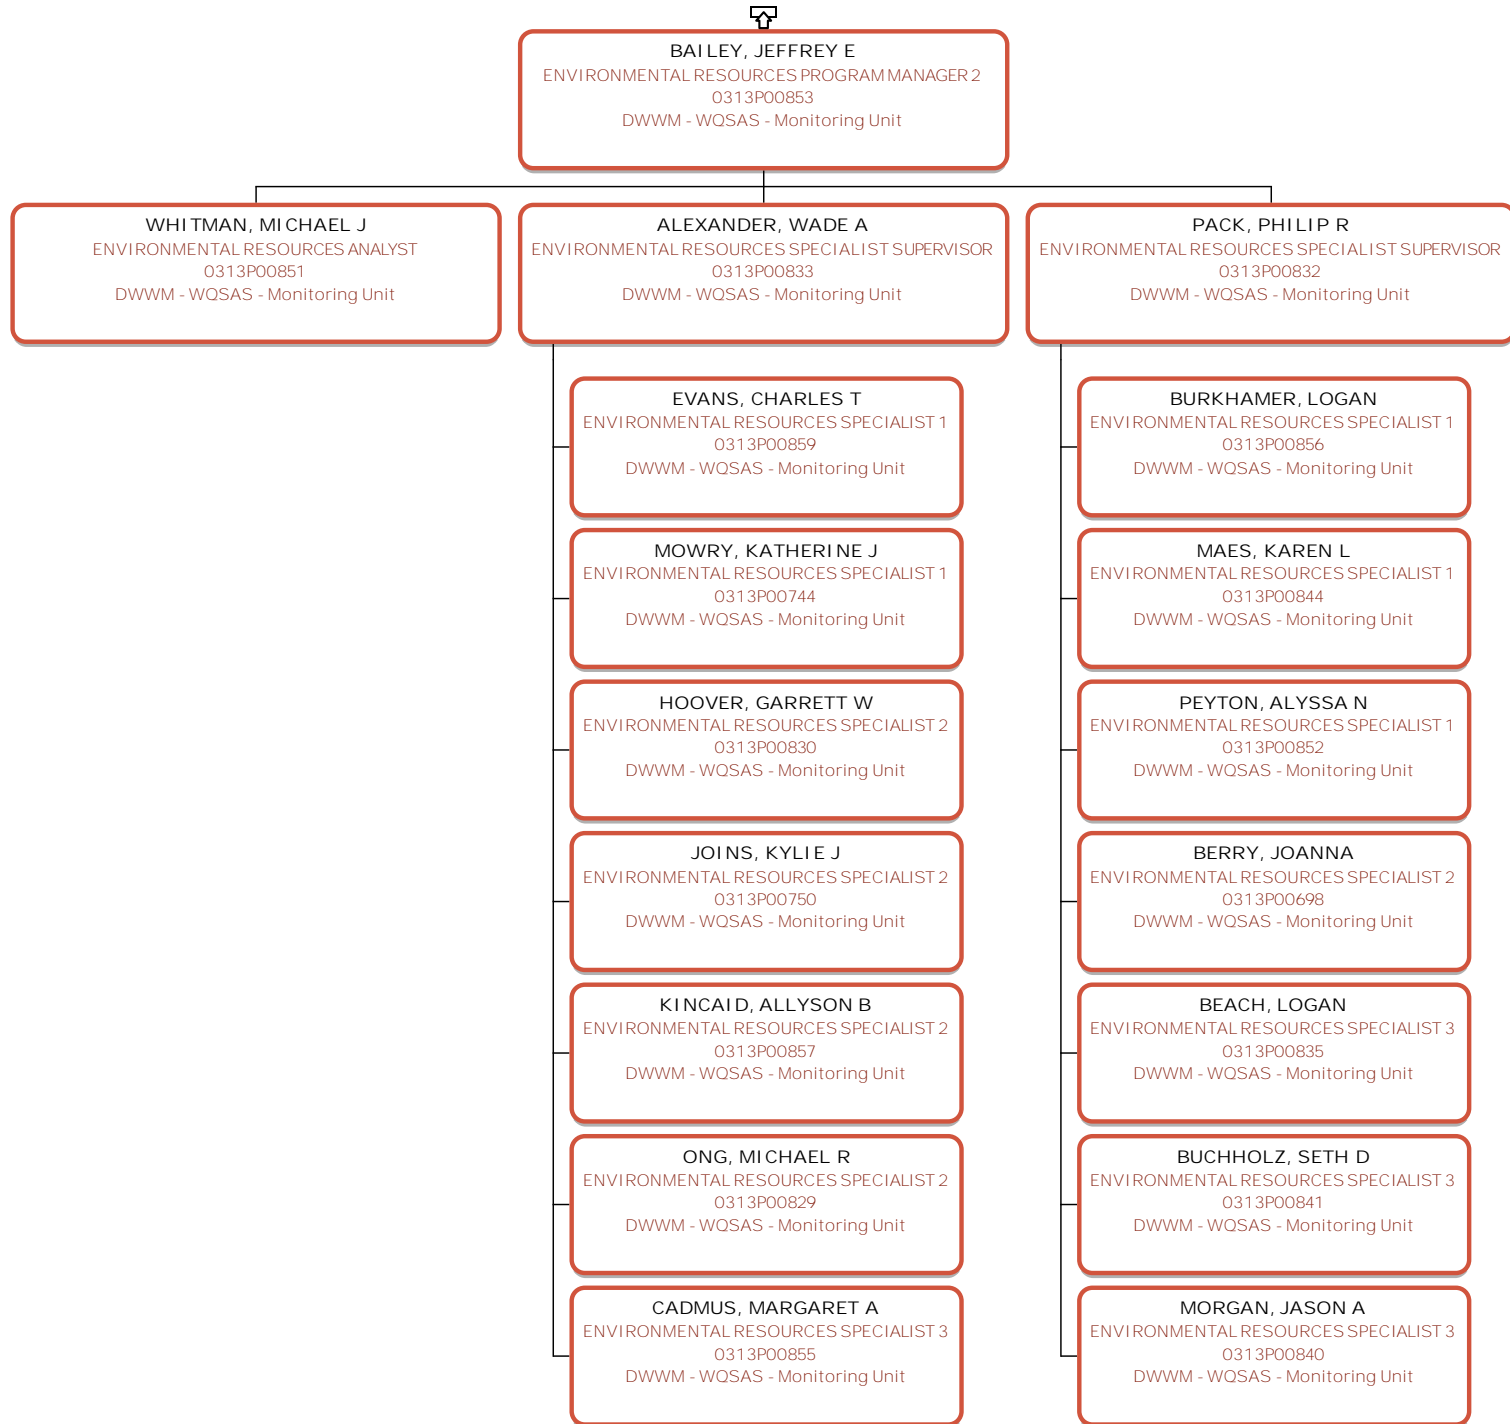 BAILEY, JEFFREY E
ENVIRONMENTAL RESOURCES PROGRAM MANAGER 2
0313P00853
DWWM - WQSAS - Monitoring Unit
WHITMAN, MICHAEL J
ENVIRONMENTAL RESOURCES ANALYST
0313P00851
DWWM - WQSAS - Monitoring Unit
ALEXANDER, WADE A
ENVIRONMENTAL RESOURCES SPECIALIST SUPERVISOR
0313P00833
DWWM - WQSAS - Monitoring Unit
PACK, PHILIP R
ENVIRONMENTAL RESOURCES SPECIALIST SUPERVISOR
0313P00832
DWWM - WQSAS - Monitoring Unit
EVANS, CHARLES T
ENVIRONMENTAL RESOURCES SPECIALIST 1
0313P00859
DWWM - WQSAS - Monitoring Unit
MOWRY, KATHERINE J
ENVIRONMENTAL RESOURCES SPECIALIST 1
0313P00744
DWWM - WQSAS - Monitoring Unit
HOOVER, GARRETT W
ENVIRONMENTAL RESOURCES SPECIALIST 2
0313P00830
DWWM - WQSAS - Monitoring Unit
JOINS, KYLIE J
ENVIRONMENTAL RESOURCES SPECIALIST 2
0313P00750
DWWM - WQSAS - Monitoring Unit
KINCAID, ALLYSON B
ENVIRONMENTAL RESOURCES SPECIALIST 2
0313P00857
DWWM - WQSAS - Monitoring Unit
ONG, MICHAEL R
ENVIRONMENTAL RESOURCES SPECIALIST 2
0313P00829
DWWM - WQSAS - Monitoring Unit
CADMUS, MARGARET A
ENVIRONMENTAL RESOURCES SPECIALIST 3
0313P00855
DWWM - WQSAS - Monitoring Unit
BURKHAMER, LOGAN
ENVIRONMENTAL RESOURCES SPECIALIST 1
0313P00856
DWWM - WQSAS - Monitoring Unit
MAES, KAREN L
ENVIRONMENTAL RESOURCES SPECIALIST 1
0313P00844
DWWM - WQSAS - Monitoring Unit
PEYTON, ALYSSA N
ENVIRONMENTAL RESOURCES SPECIALIST 1
0313P00852
DWWM - WQSAS - Monitoring Unit
BERRY, JOANNA
ENVIRONMENTAL RESOURCES SPECIALIST 2
0313P00698
DWWM - WQSAS - Monitoring Unit
BEACH, LOGAN
ENVIRONMENTAL RESOURCES SPECIALIST 3
0313P00835
DWWM - WQSAS - Monitoring Unit
BUCHHOLZ, SETH D
ENVIRONMENTAL RESOURCES SPECIALIST 3
0313P00841
DWWM - WQSAS - Monitoring Unit
MORGAN, JASON A
ENVIRONMENTAL RESOURCES SPECIALIST 3
0313P00840
DWWM - WQSAS - Monitoring Unit